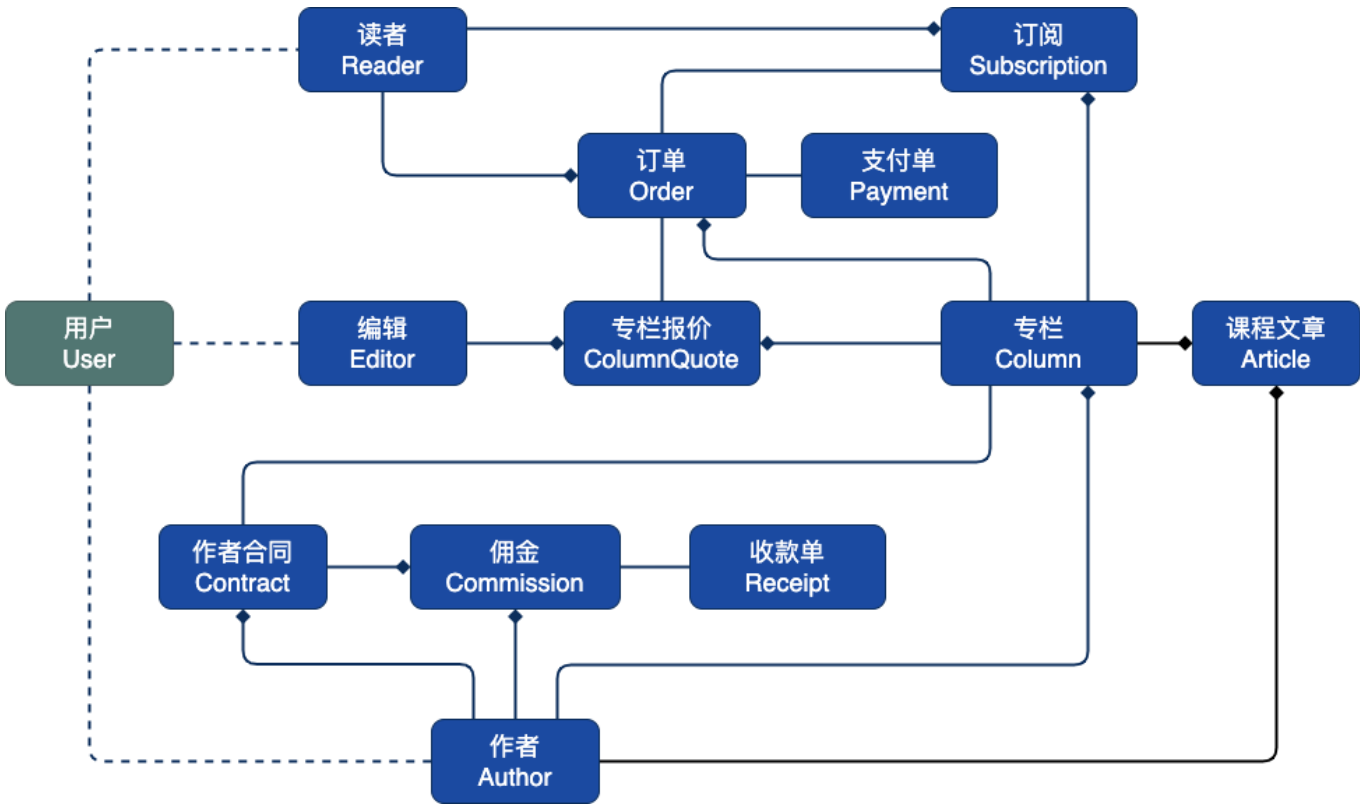 读者
Reader
订阅
Subscription
订单
Order
支付单
Payment
用户
User
编辑
Editor
专栏报价
ColumnQuote
专栏
Column
课程文章
Article
作者合同
Contract
佣金
Commission
收款单
Receipt
作者
Author